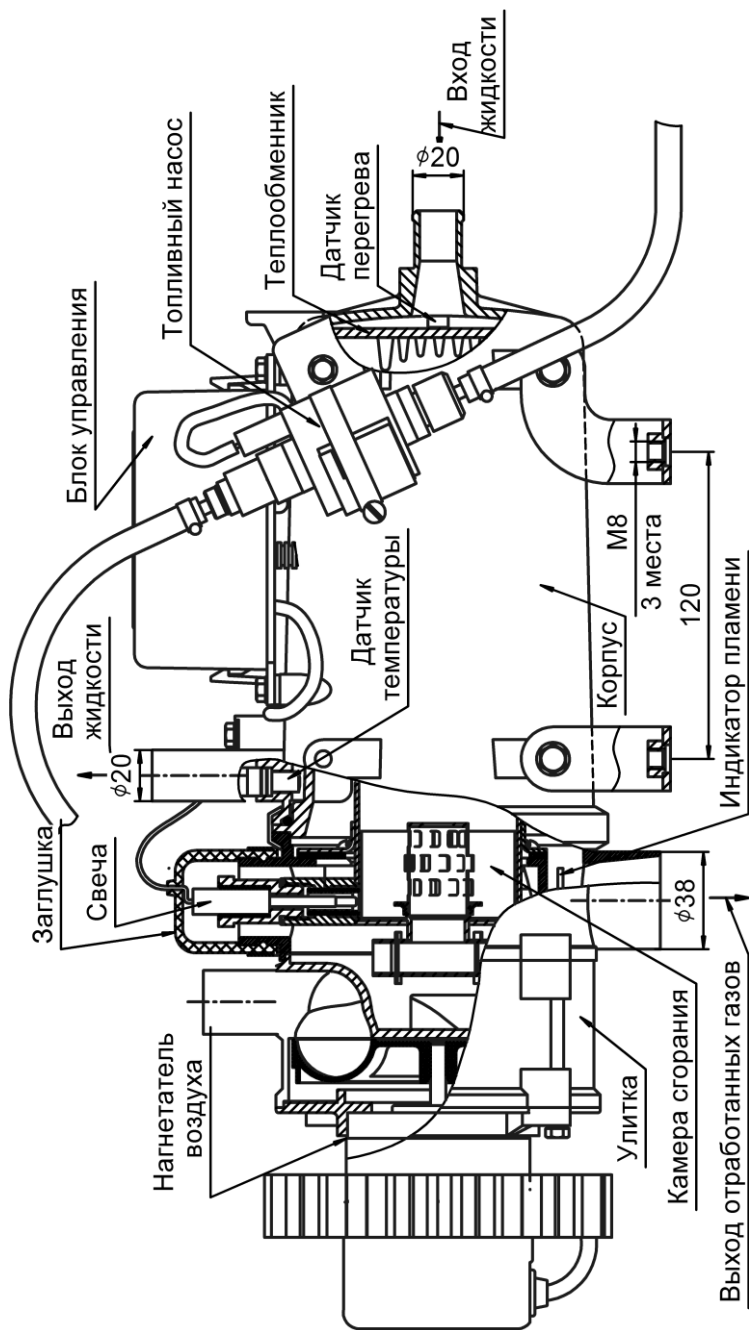 Блок управления
Топливный насос
Теплообменник
Датчик
перегрева
Вход
жидкости
ϕ20
Выход
жидкости
ϕ20
Датчик
температуры
Заглушка
Свеча
Нагнетатель
воздуха
М8
3 места
120
Корпус
Индикатор пламени
ϕ38
Улитка
Камера сгорания
Выход отработанных газов